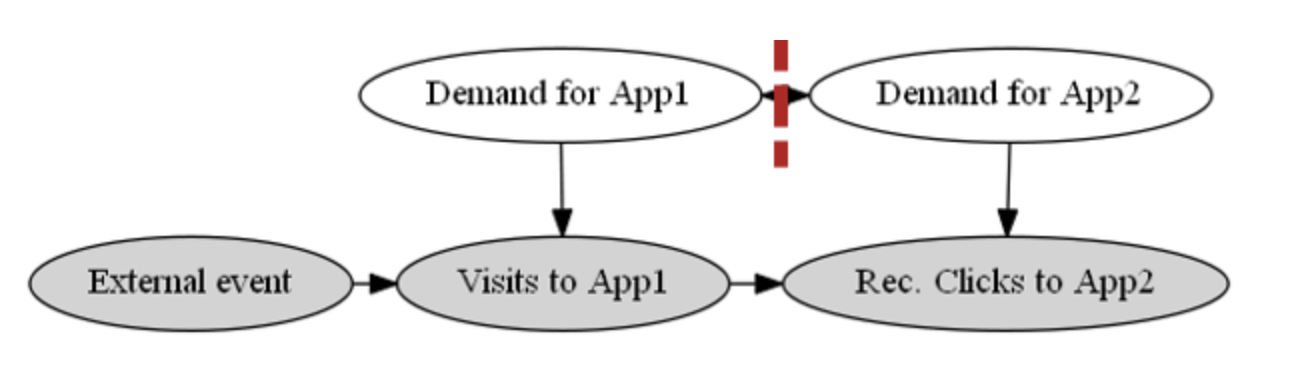 Demand for App1
Demand for App2
External event
Visits to App1
Rec. Clicks to App2